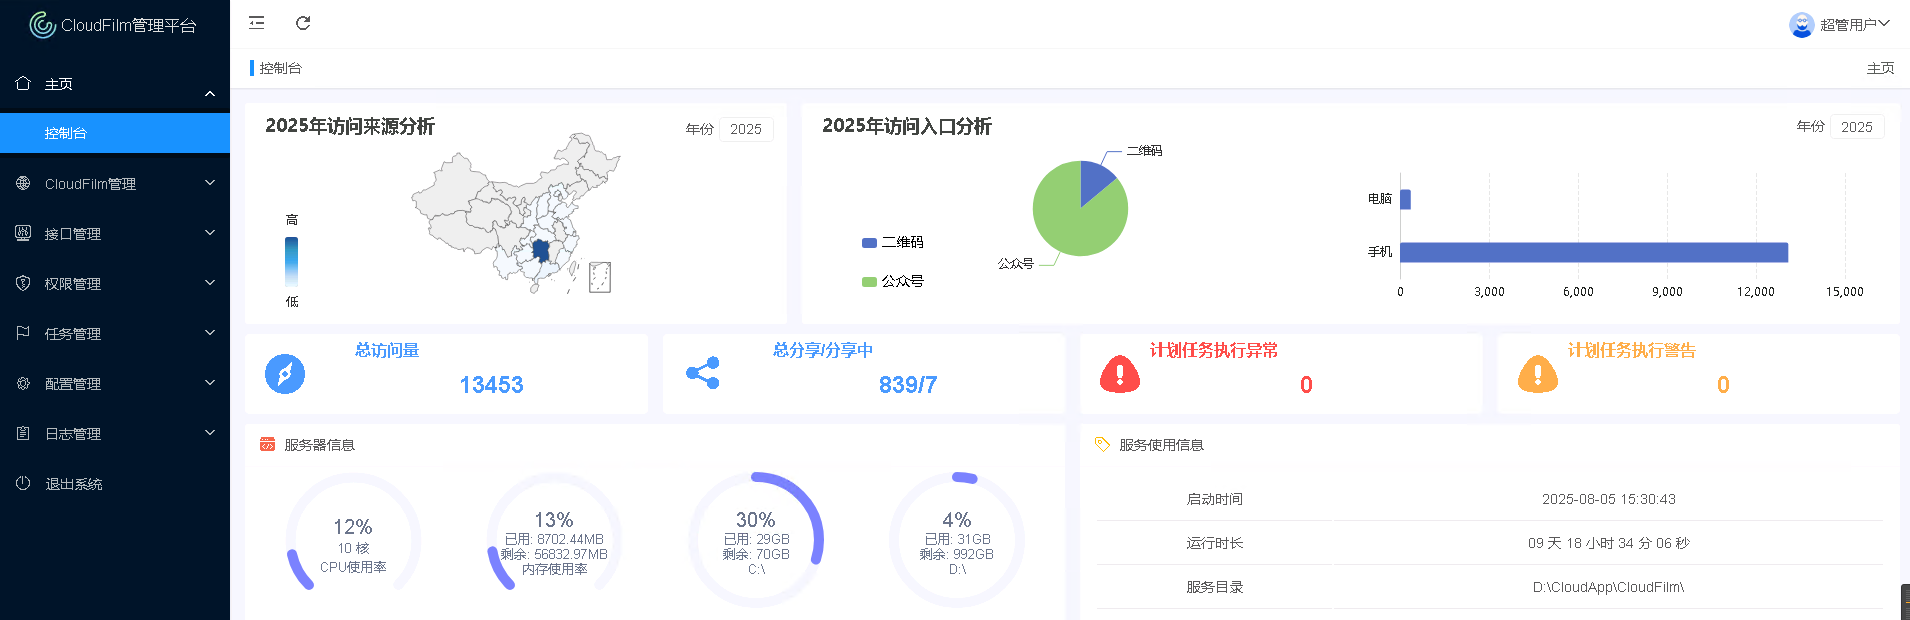 CloudFilm管理平台
超管用户
主页
控制台
主页
控制台
CloudFilm管理
接口管理
权限管理
任务管理
配置管理
日志管理
退出系统
2025年访问来源分析
年份 2025
高
低
2025年访问入口分析
年份 2025
二维码
公众号
二维码
公众号
电脑
手机
0 3,000 6,000 9,000 12,000 15,000
总访问量
13453
总分享/分享中
839/7
计划任务执行异常
0
计划任务执行警告
0
服务器信息
12%
10 核
CPU使用率
13%
已用: 8702.44MB
剩余: 56832.97MB
内存使用率
30%
已用: 29GB
剩余: 70GB
C:\
4%
已用: 31GB
剩余: 992GB
D:\
服务使用信息
启动时间 2025-08-05 15:30:43
运行时长 09 天 18 小时 34 分 06 秒
服务目录 D:\CloudApp\CloudFilm\